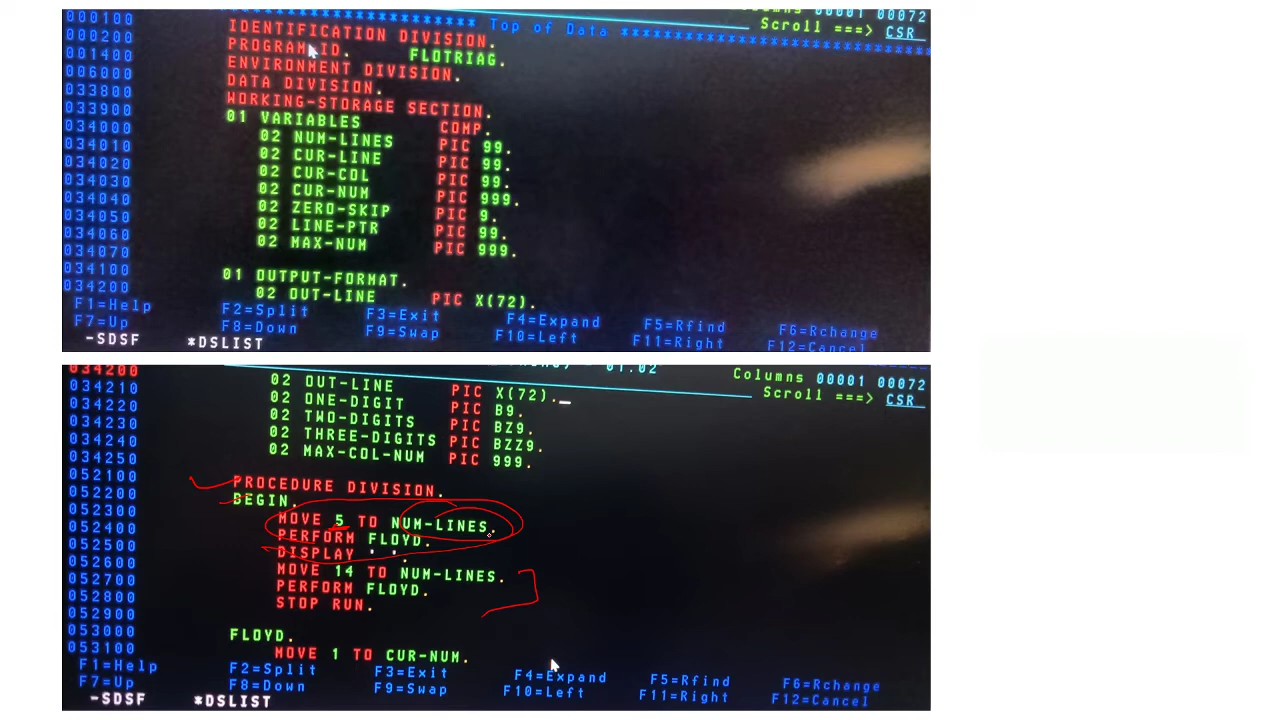 Columns 00001 00072
Scroll ===> CSR
*********************** Top of Data ***********************
000100 IDENTIFICATION DIVISION.
000200 PROGRAM-ID. FLOTRIAG.
001400 ENVIRONMENT DIVISION.
006000 DATA DIVISION.
033800 WORKING-STORAGE SECTION.
033900 01 VARIABLES COMP.
034000 02 NUM-LINES PIC 99.
034010 02 CUR-LINE PIC 99.
034020 02 CUR-COL PIC 99.
034030 02 CUR-NUM PIC 999.
034040 02 ZERO-SKIP PIC 9.
034050 02 LINE-PTR PIC 99.
034060 02 MAX-NUM PIC 999.
034070
034100 01 OUTPUT-FORMAT.
034200 02 OUT-LINE PIC X(72).
F1=Help F2=Split F3=Exit F4=Expand F5=Rfind F6=Rchange
F7=Up F8=Down F9=Swap F10=Left F11=Right F12=Cancel
-SDSF *DSLIST
01.02
Columns 00001 00072
Scroll ===> CSR
034200 02 OUT-LINE PIC X(72).
034210 02 ONE-DIGIT PIC B9.
034220 02 TWO-DIGITS PIC BZ9.
034230 02 THREE-DIGITS PIC BZZ9.
034240 02 MAX-COL-NUM PIC 999.
034250
052100 PROCEDURE DIVISION.
052200 BEGIN.
052300 MOVE 5 TO NUM-LINES.
052400 PERFORM FLOYD.
052500 DISPLAY ' '.
052600 MOVE 14 TO NUM-LINES.
052700 PERFORM FLOYD.
052800 STOP RUN.
052900
053000 FLOYD.
053100 MOVE 1 TO CUR-NUM.
F1=Help F2=Split F3=Exit F4=Expand F5=Rfind F6=Rchange
F7=Up F8=Down F9=Swap F10=Left F11=Right F12=Cancel
-SDSF *DSLIST